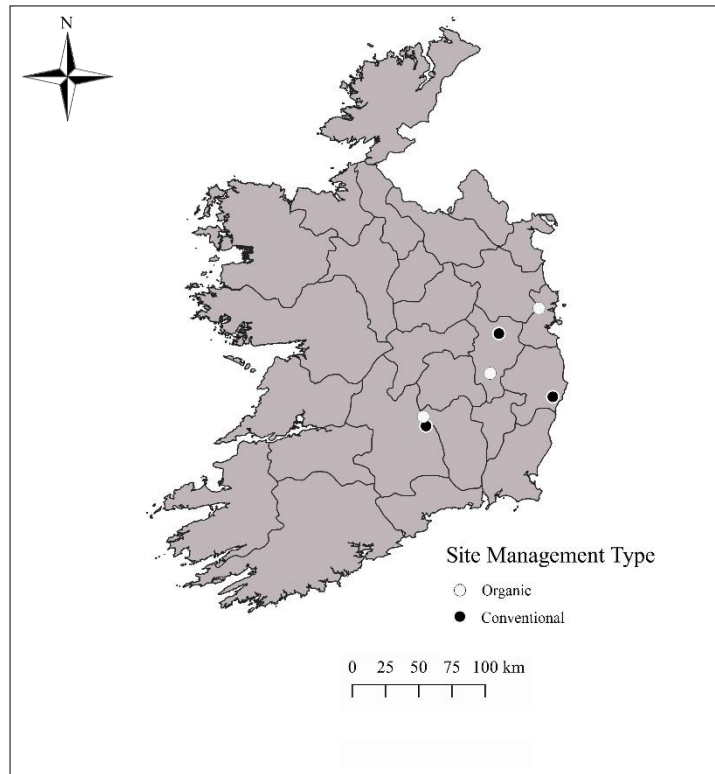 N
Site Management Type
Organic
Conventional
0 25 50 75 100 km